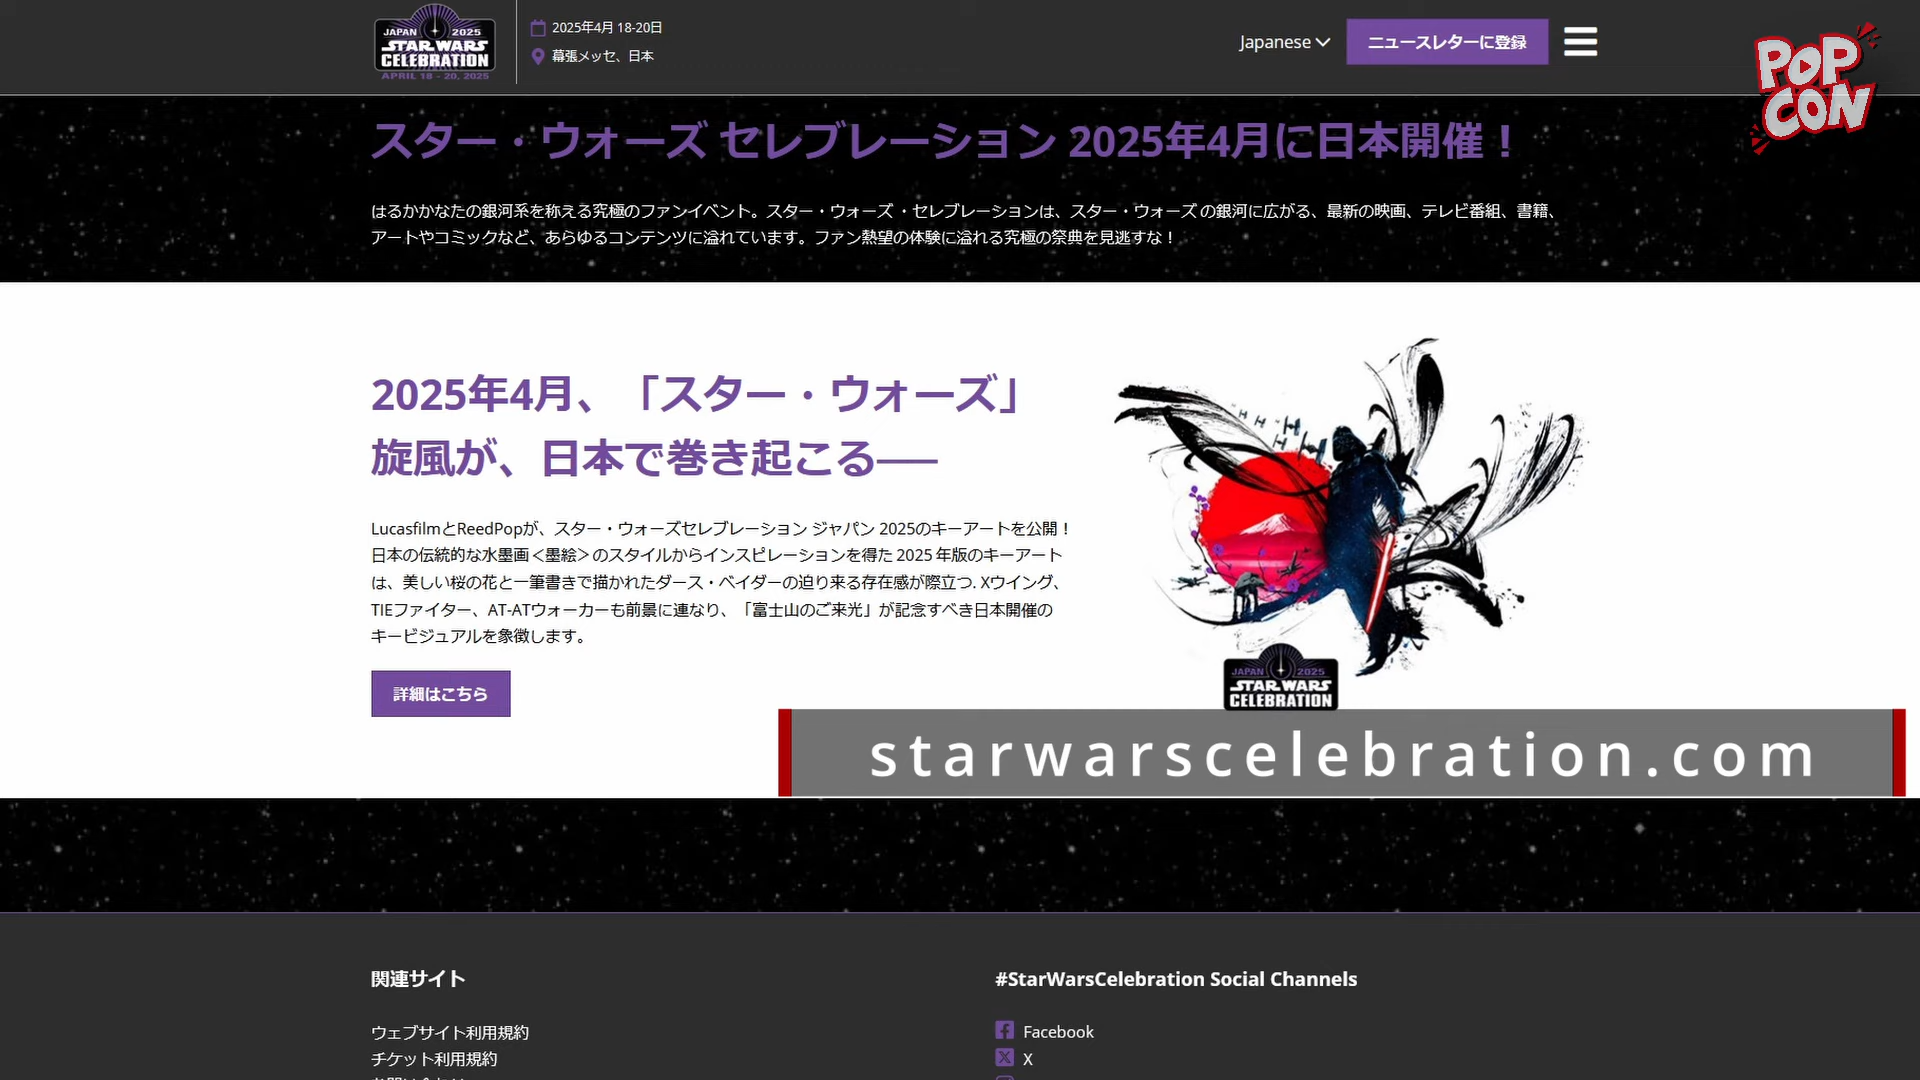 JAPAN 2025
STAR WARS
CELEBRATION
APRIL 18 - 20, 2025
2025年4月 18-20日
幕張メッセ、日本
Japanese
ニュースレターに登録
POP
CON
スター・ウォーズ セレブレーション 2025年4月に日本開催！
はるかかなたの銀河系を称える究極のファンイベント。スター・ウォーズ ・セレブレーションは、スター・ウォーズ の銀河に広がる、最新の映画、テレビ番組、書籍、
アートやコミックなど、あらゆるコンテンツに溢れています。ファン熱望の体験に溢れる究極の祭典を見逃すな！
2025年4月、「スター・ウォーズ」
旋風が、日本で巻き起こる──
LucasfilmとReedPopが、スター・ウォーズセレブレーション ジャパン 2025のキーアートを公開！
日本の伝統的な水墨画＜墨絵＞のスタイルからインスピレーションを得た 2025 年版のキーアート
は、美しい桜の花と一筆書きで描かれたダース・ベイダーの迫り来る存在感が際立つ. Xウイング、
TIEファイター、AT-ATウォーカーも前景に連なり、「富士山のご来光」が記念すべき日本開催の
キービジュアルを象徴します。
詳細はこちら
JAPAN 2025
STAR WARS
CELEBRATION
starwarscelebration.com
関連サイト
ウェブサイト利用規約
チケット利用規約
#StarWarsCelebration Social Channels
Facebook
X